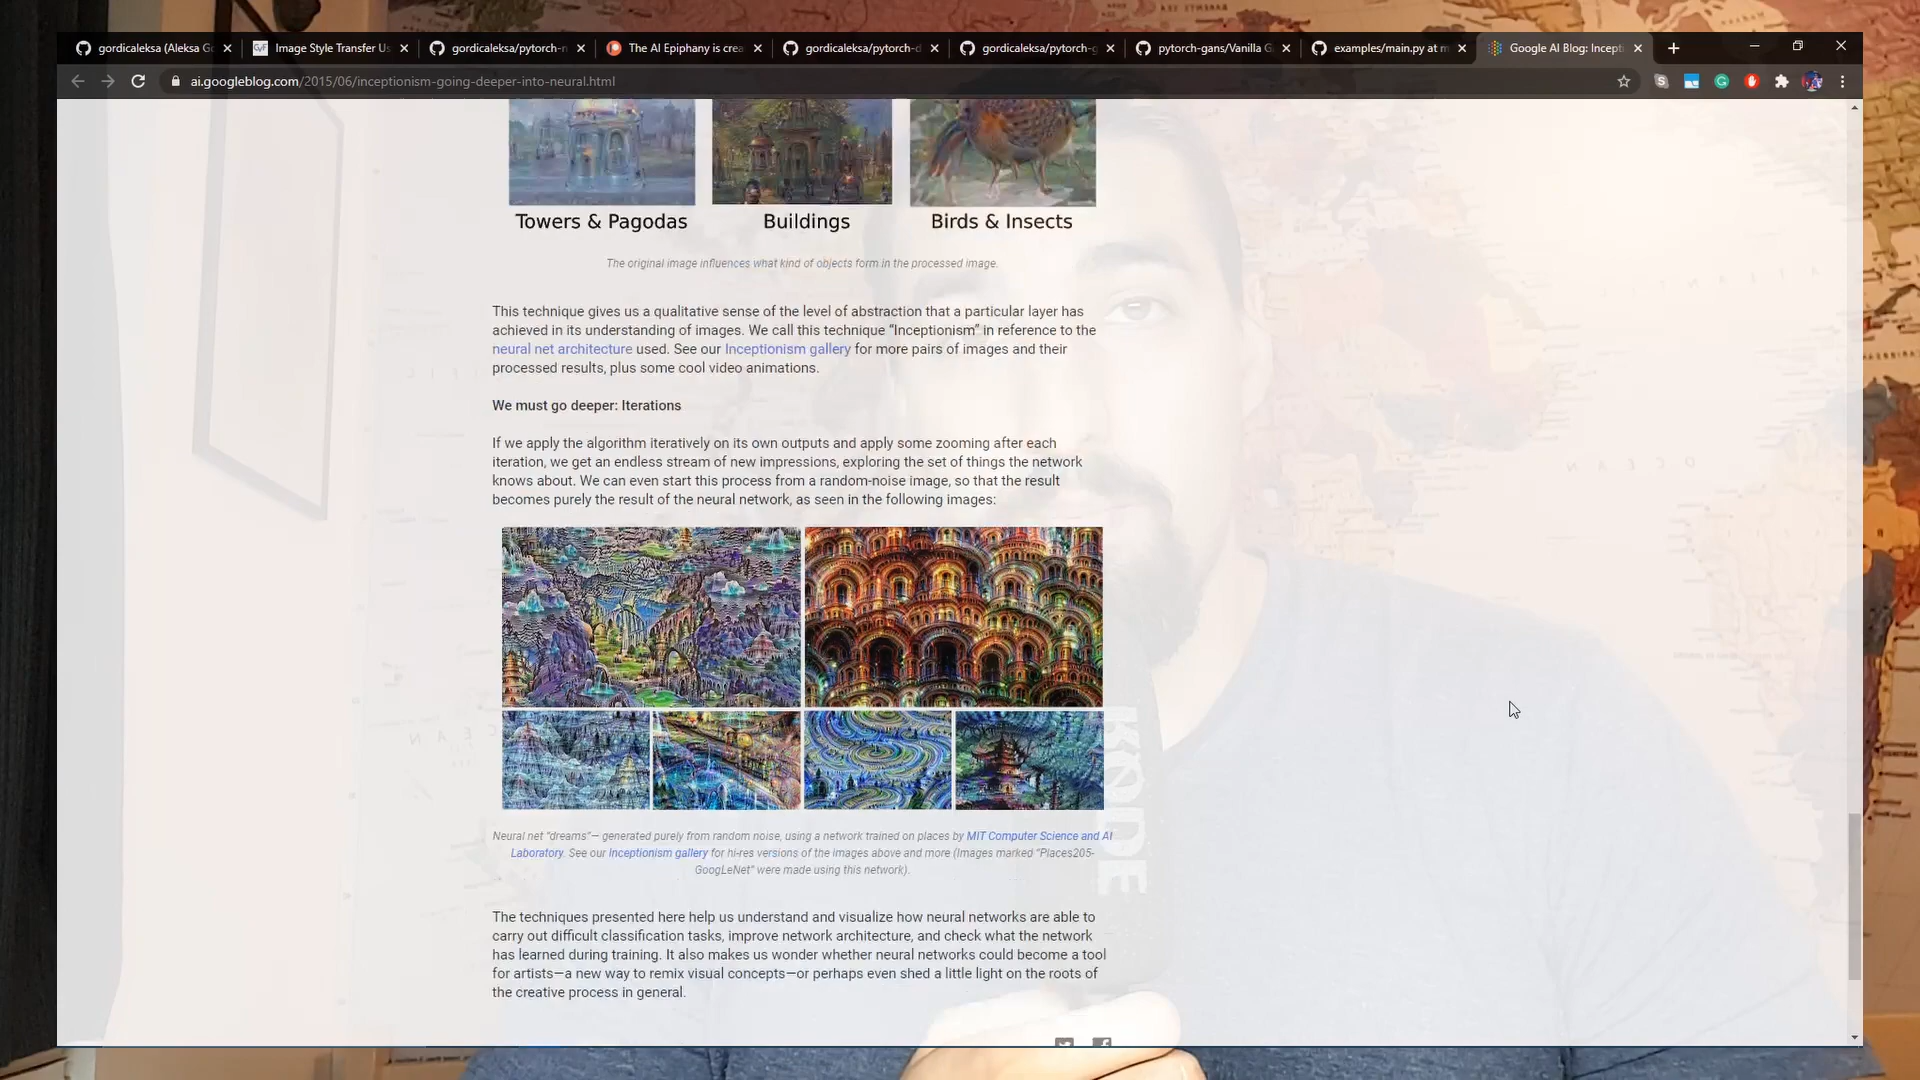 gordicaleksa (Aleksa Go
Image Style Transfer Us
gordicaleksa/pytorch-n
The AI Epiphany is crea
gordicaleksa/pytorch-d
gordicaleksa/pytorch-g
pytorch-gans/Vanilla G
examples/main.py at m
Google AI Blog: Incepti
ai.googleblog.com/2015/06/inceptionism-going-deeper-into-neural.html
Towers & Pagodas
Buildings
Birds & Insects
The original image influences what kind of objects form in the processed image.
This technique gives us a qualitative sense of the level of abstraction that a particular layer has
achieved in its understanding of images. We call this technique “Inceptionism” in reference to the
neural net architecture used. See our Inceptionism gallery for more pairs of images and their
processed results, plus some cool video animations.
We must go deeper: Iterations
If we apply the algorithm iteratively on its own outputs and apply some zooming after each
iteration, we get an endless stream of new impressions, exploring the set of things the network
knows about. We can even start this process from a random-noise image, so that the result
becomes purely the result of the neural network, as seen in the following images:
Neural net “dreams”— generated purely from random noise, using a network trained on places by MIT Computer Science and AI
Laboratory. See our Inceptionism gallery for hi-res versions of the images above and more (Images marked “Places205-
GoogLeNet” were made using this network).
The techniques presented here help us understand and visualize how neural networks are able to
carry out difficult classification tasks, improve network architecture, and check what the network
has learned during training. It also makes us wonder whether neural networks could become a tool
for artists—a new way to remix visual concepts—or perhaps even shed a little light on the roots of
the creative process in general.
OCEAN